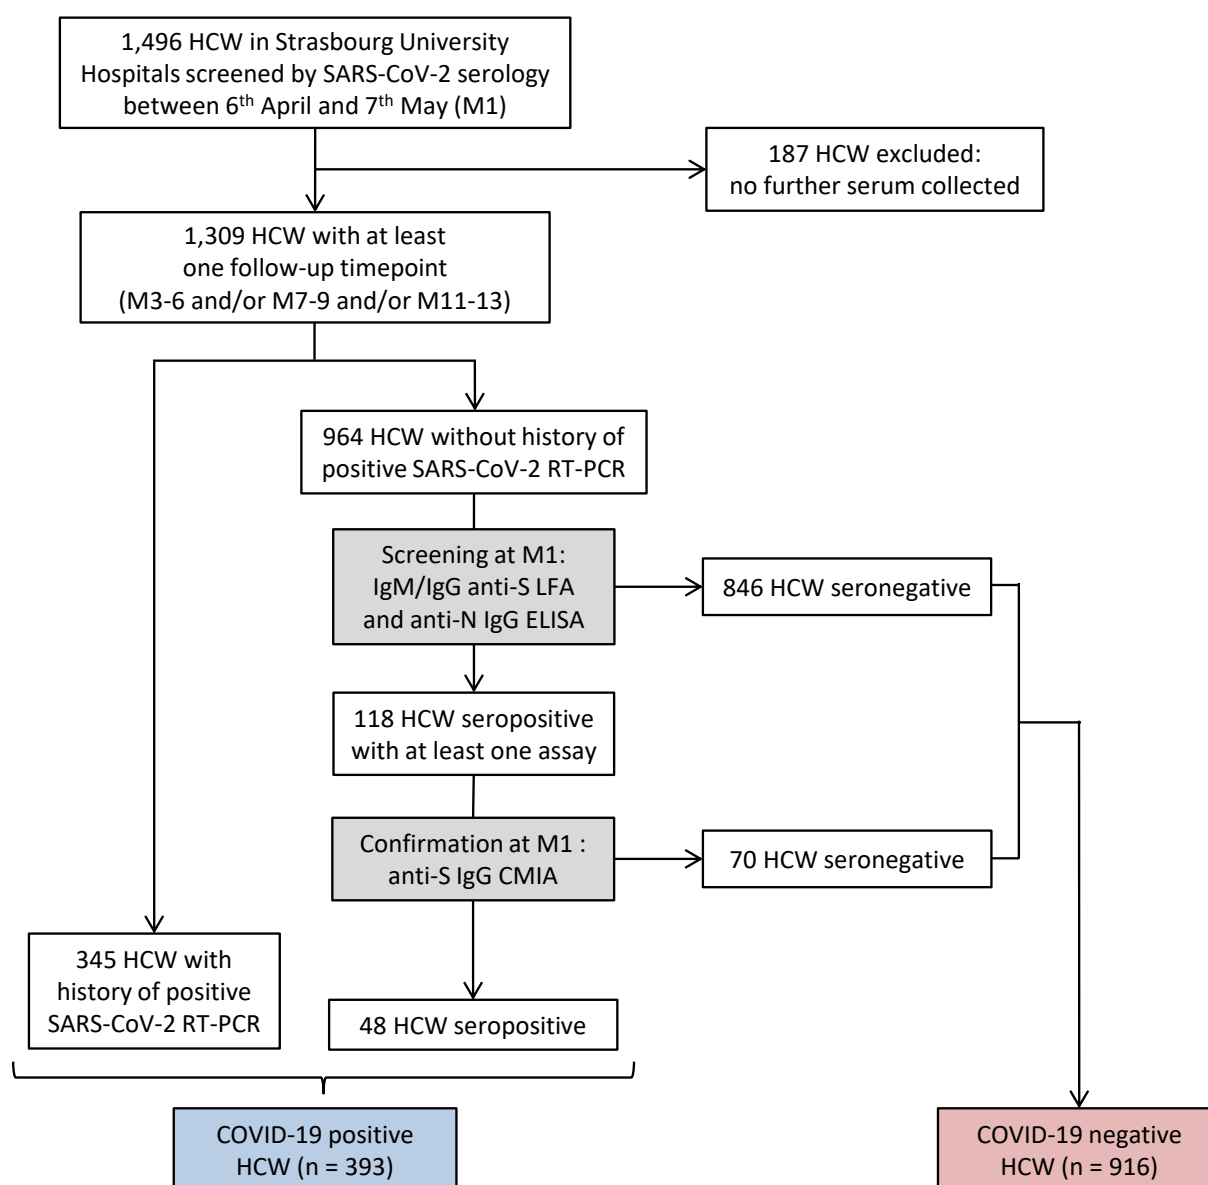 1,496 HCW in Strasbourg University
Hospitals screened by SARS-CoV-2 serology
between 6th April and 7th May (M1)
187 HCW excluded:
no further serum collected
1,309 HCW with at least
one follow-up timepoint
(M3-6 and/or M7-9 and/or M11-13)
964 HCW without history of
positive SARS-CoV-2 RT-PCR
Screening at M1:
IgM/IgG anti-S LFA
and anti-N IgG ELISA
846 HCW seronegative
118 HCW seropositive
with at least one assay
Confirmation at M1 :
anti-S IgG CMIA
70 HCW seronegative
345 HCW with
history of positive
SARS-CoV-2 RT-PCR
48 HCW seropositive
COVID-19 positive
HCW (n = 393)
COVID-19 negative
HCW (n = 916)